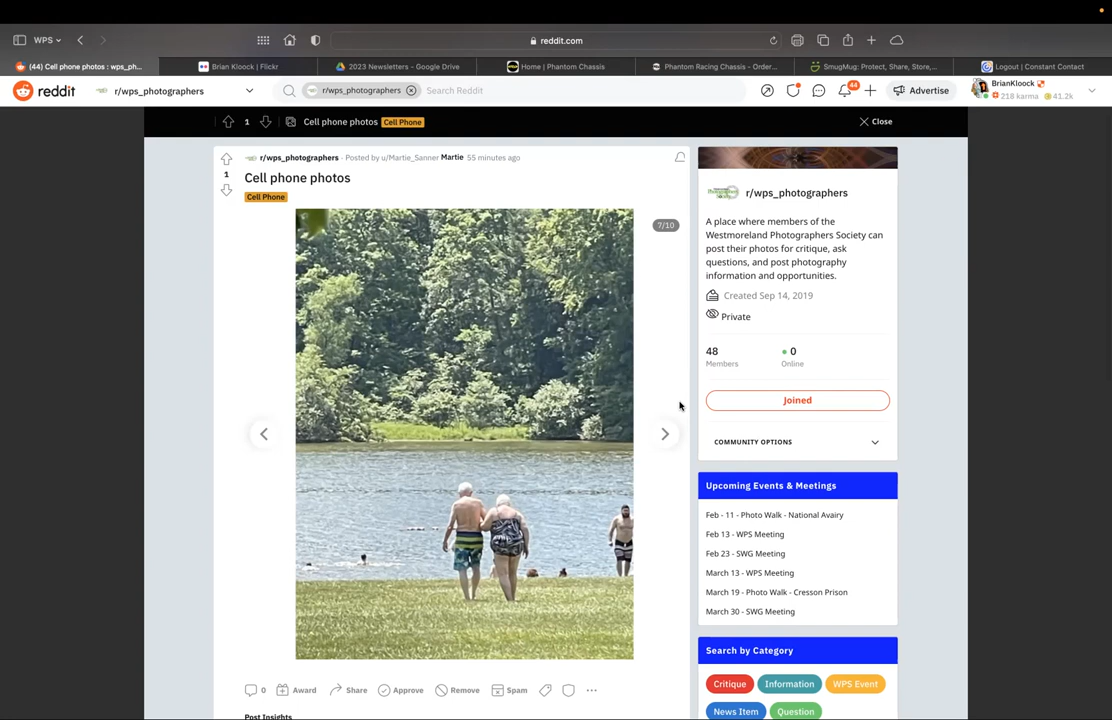 WPS
reddit.com
(44) Cell phone photos : wps_ph...
Brian Kloock | Flickr
2023 Newsletters - Google Drive
Home | Phantom Chassis
Phantom Racing Chassis - Order...
SmugMug: Protect, Share, Store,...
Logout | Constant Contact
reddit
r/wps_photographers
r/wps_photographers
Search Reddit
44
Advertise
BrianKloock
218 karma
41.2k
1
Cell phone photos
Cell Phone
Close
r/wps_photographers · Posted by u/Martie_Sanner Martie 55 minutes ago
1
Cell phone photos
Cell Phone
7/10
0
Award
Share
Approve
Remove
Spam
Post Insights
r/wps_photographers
A place where members of the
Westmoreland Photographers Society can
post their photos for critique, ask
questions, and post photography
information and opportunities.
Created Sep 14, 2019
Private
48
Members
0
Online
Joined
COMMUNITY OPTIONS
Upcoming Events & Meetings
Feb - 11 - Photo Walk - National Avairy
Feb 13 - WPS Meeting
Feb 23 - SWG Meeting
March 13 - WPS Meeting
March 19 - Photo Walk - Cresson Prison
March 30 - SWG Meeting
Search by Category
Critique
Information
WPS Event
News Item
Question